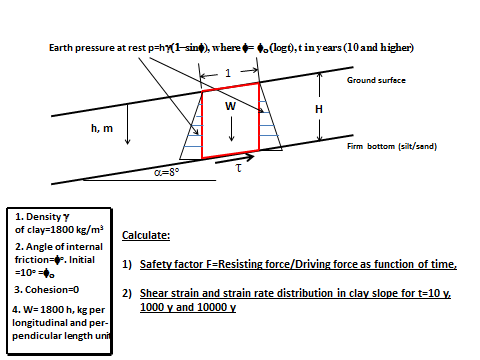 Earth pressure at rest p=hγ(1-sinϕ), where ϕ= ϕₒ(logt), t in years (10 and higher)
1
Ground surface
W
H
h, m
Firm bottom (silt/sand)
α=8°
τ
1. Density γ
of clay=1800 kg/m³
2. Angle of internal
friction=ϕ°. Initial
=10° =ϕₒ
3. Cohesion=0
4. W= 1800 h, kg per
longitudinal and per-
pendicular length unit
Calculate:
1) Safety factor F=Resisting force/Driving force as function of time,
2) Shear strain and strain rate distribution in clay slope for t=10 y,
1000 y and 10000 y